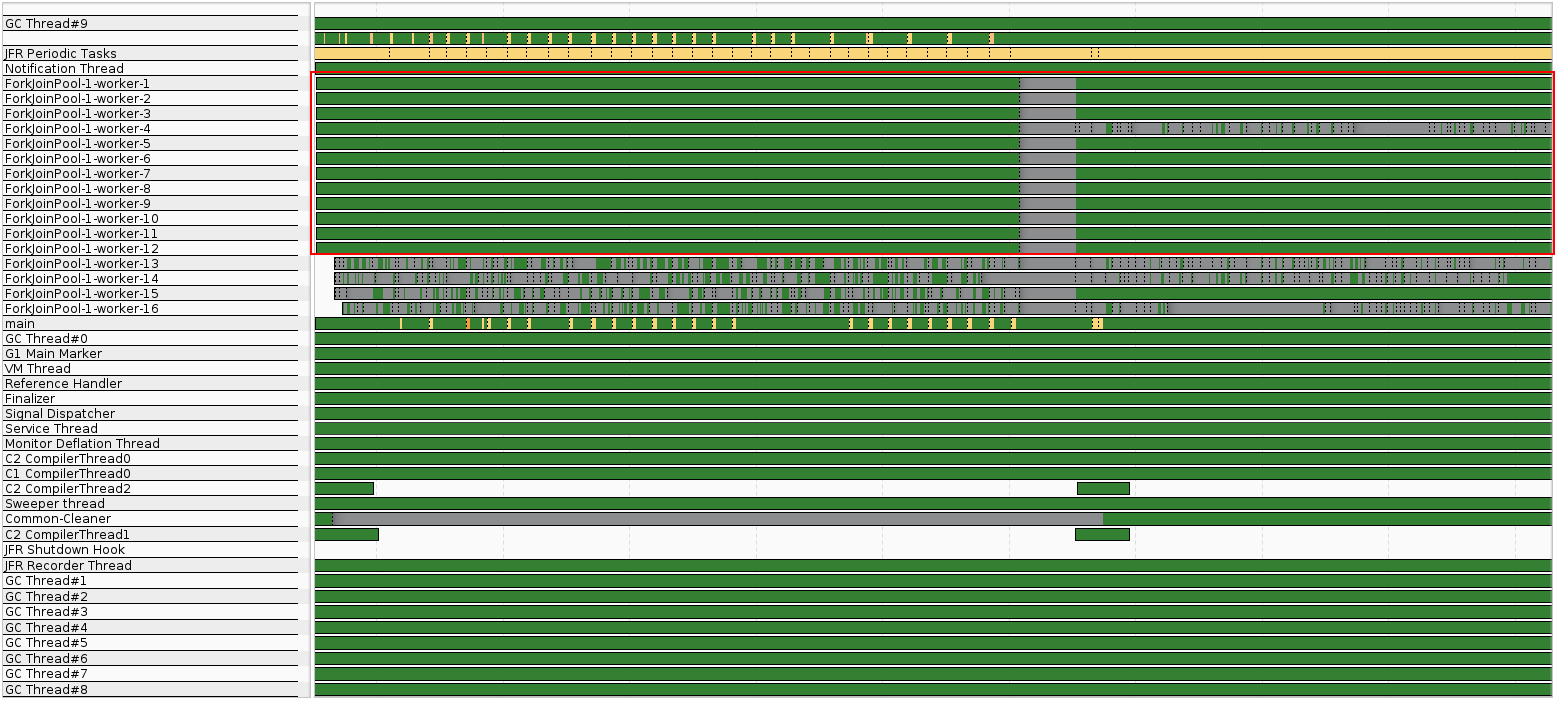 GC Thread#9
JFR Periodic Tasks
Notification Thread
ForkJoinPool-1-worker-1
ForkJoinPool-1-worker-2
ForkJoinPool-1-worker-3
ForkJoinPool-1-worker-4
ForkJoinPool-1-worker-5
ForkJoinPool-1-worker-6
ForkJoinPool-1-worker-7
ForkJoinPool-1-worker-8
ForkJoinPool-1-worker-9
ForkJoinPool-1-worker-10
ForkJoinPool-1-worker-11
ForkJoinPool-1-worker-12
ForkJoinPool-1-worker-13
ForkJoinPool-1-worker-14
ForkJoinPool-1-worker-15
ForkJoinPool-1-worker-16
main
GC Thread#0
G1 Main Marker
VM Thread
Reference Handler
Finalizer
Signal Dispatcher
Service Thread
Monitor Deflation Thread
C2 CompilerThread0
C1 CompilerThread0
C2 CompilerThread2
Sweeper thread
Common-Cleaner
C2 CompilerThread1
JFR Shutdown Hook
JFR Recorder Thread
GC Thread#1
GC Thread#2
GC Thread#3
GC Thread#4
GC Thread#5
GC Thread#6
GC Thread#7
GC Thread#8